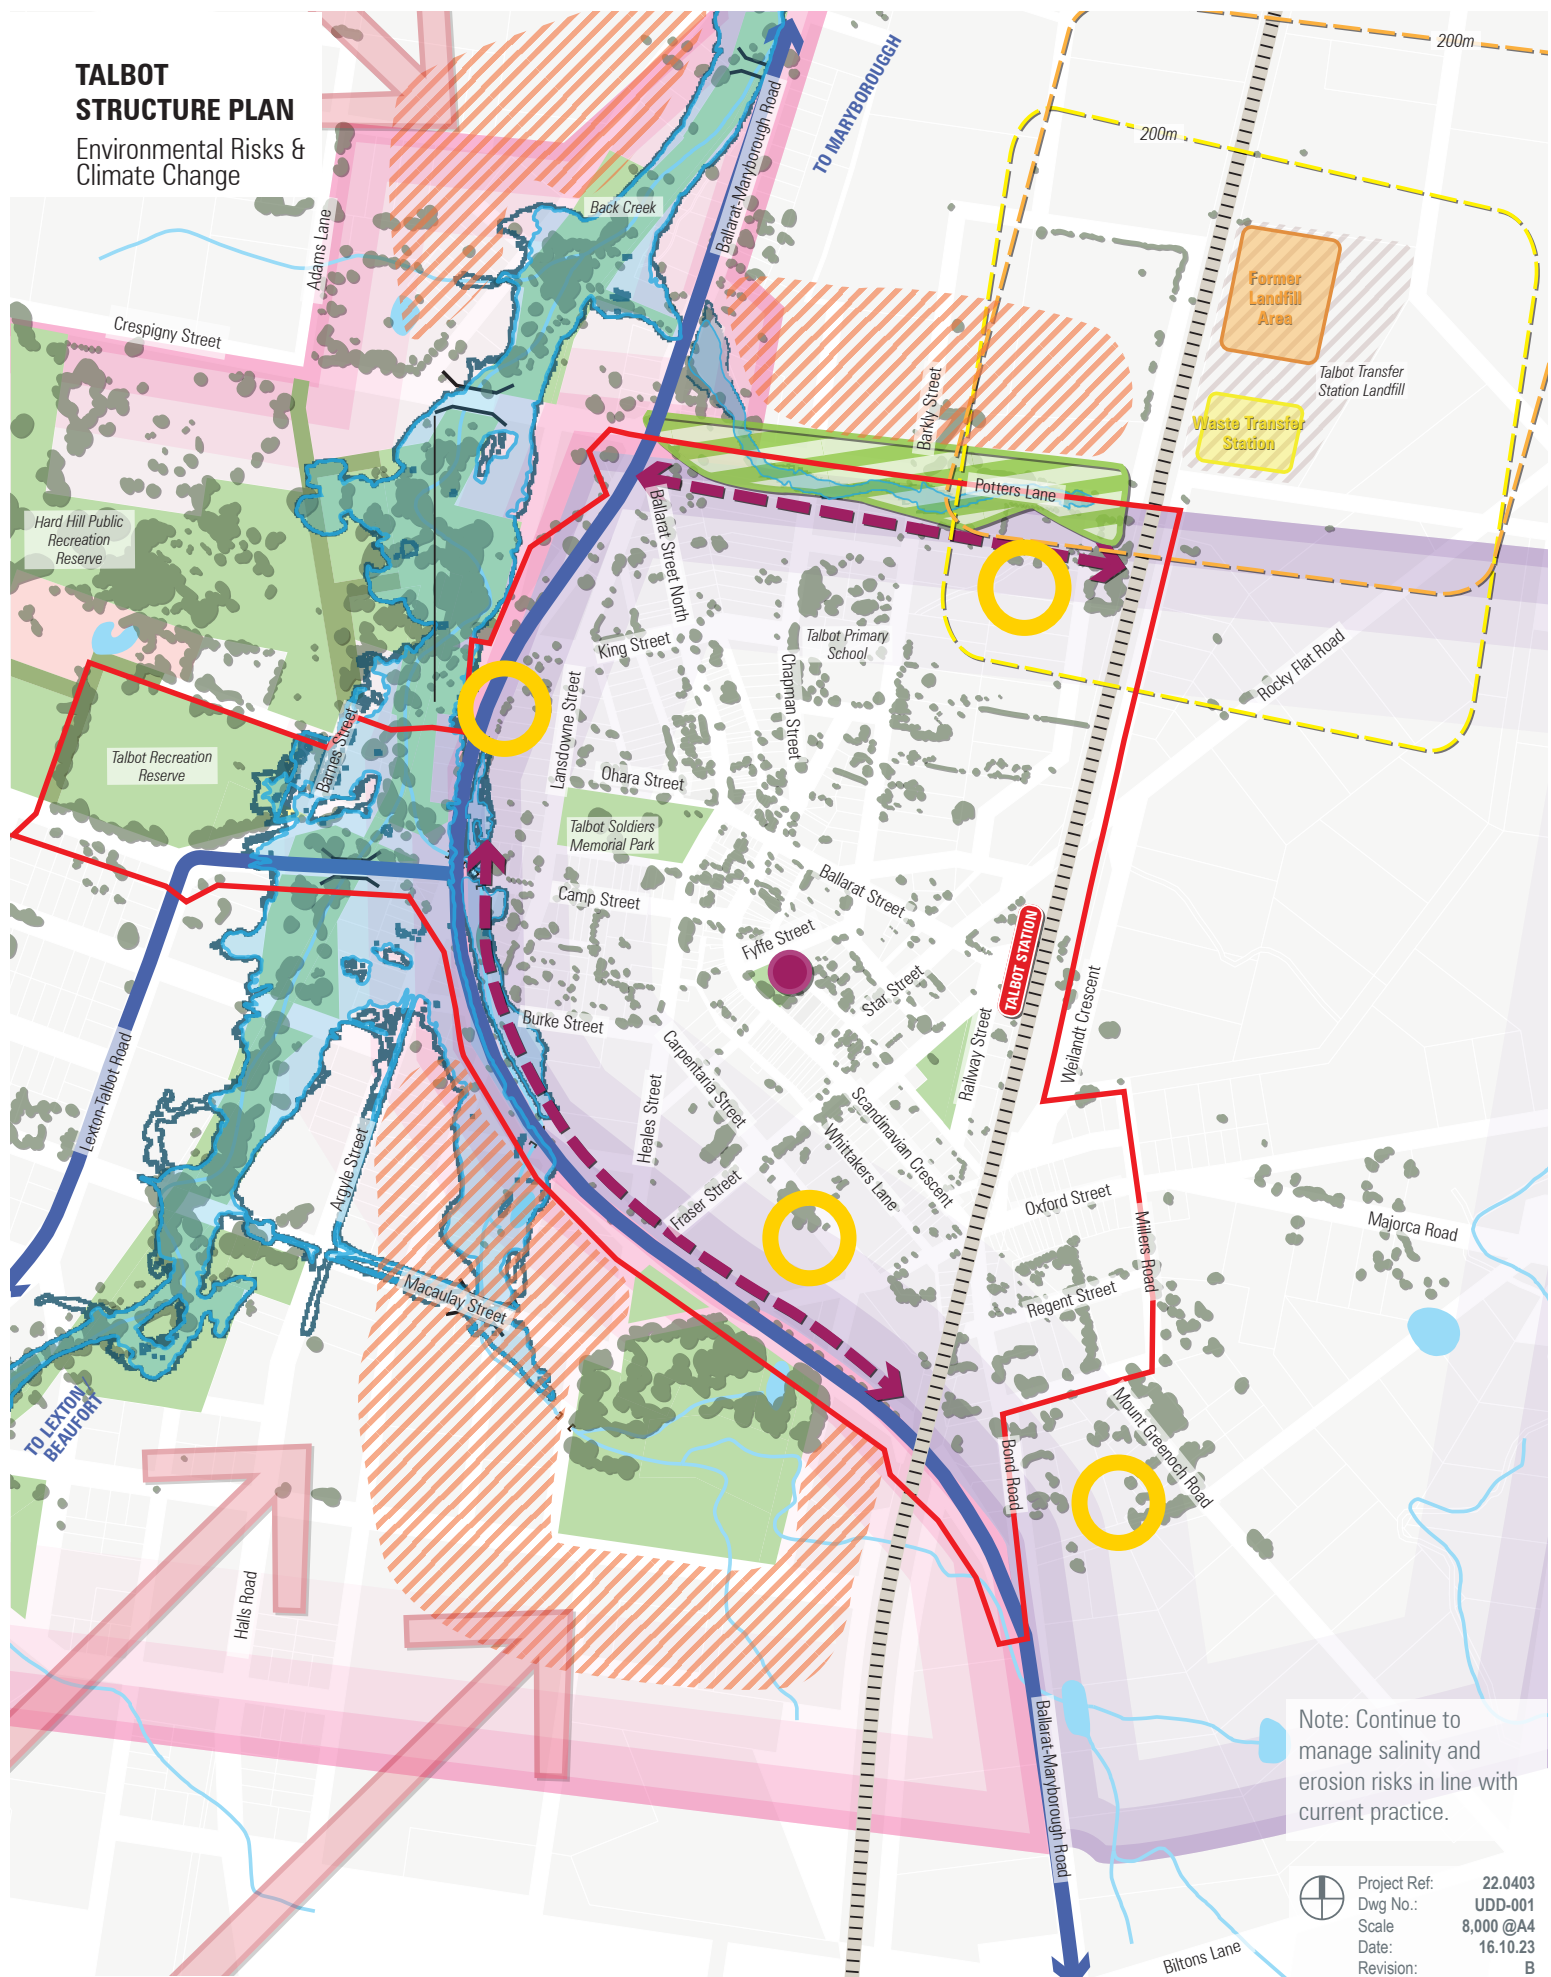 TALBOT
STRUCTURE PLAN
Environmental Risks &
Climate Change
200m
200m
TO MARYBOROUGGH
Ballarat-Maryborough Road
Back Creek
Adams Lane
Crespigny Street
Former
Landfill
Area
Talbot Transfer
Station Landfill
Waste Transfer
Station
Barkly Street
Potters Lane
Hard Hill Public
Recreation
Reserve
Ballarat Street North
King Street
Talbot Primary
School
Chapman Street
Rocky Flat Road
Lansdowne Street
Barnes Street
Talbot Recreation
Reserve
Ohara Street
Talbot Soldiers
Memorial Park
Camp Street
Ballarat Street
Fyffe Street
Star Street
TALBOT STATION
Weilandt Crescent
Railway Street
Burke Street
Carpentaria Street
Heales Street
Scandinavian Crescent
Whittakers Lane
Fraser Street
Lexton-Talbot Road
Argyle Street
Macaulay Street
Oxford Street
Millers Road
Majorca Road
Regent Street
Mount Greenoch Road
Bond Road
TO LEXTON /
BEAUFORT
Halls Road
Ballarat-Maryborough Road
Note: Continue to
manage salinity and
erosion risks in line with
current practice.
Project Ref: 22.0403
Dwg No.: UDD-001
Scale 8,000 @A4
Date: 16.10.23
Revision: B
Biltons Lane